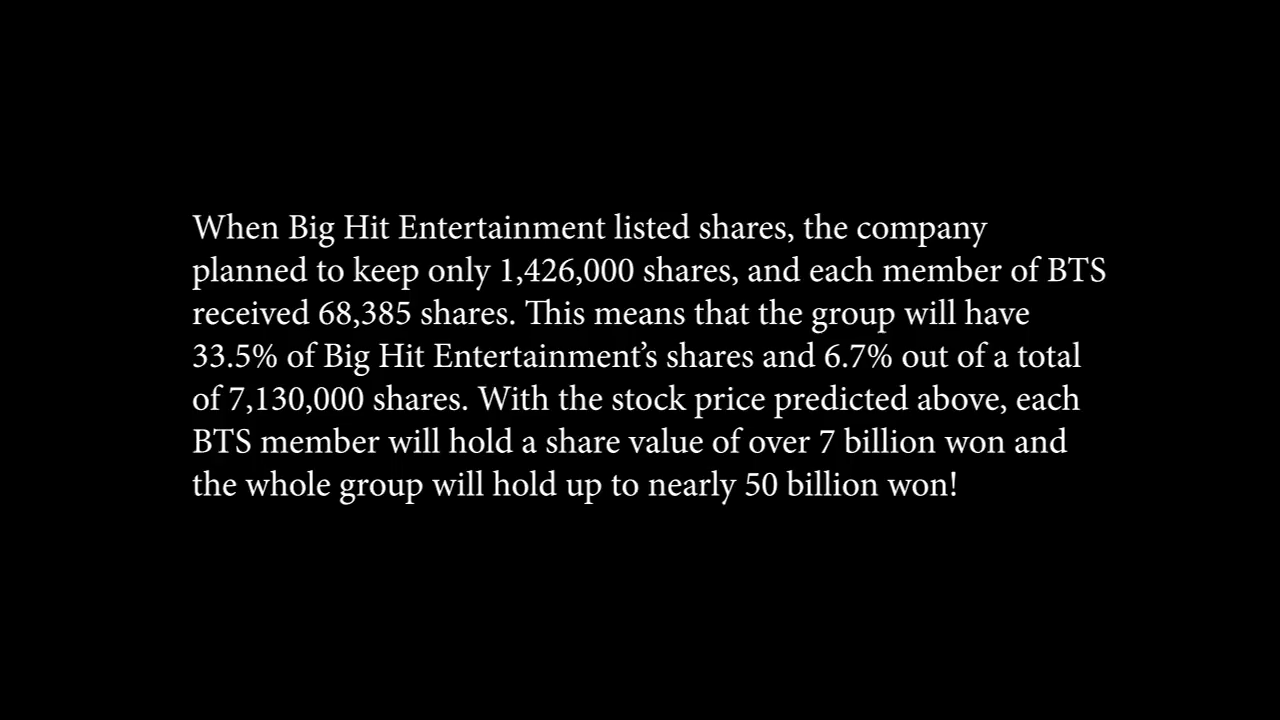 When Big Hit Entertainment listed shares, the company
planned to keep only 1,426,000 shares, and each member of BTS
received 68,385 shares. This means that the group will have
33.5% of Big Hit Entertainment’s shares and 6.7% out of a total
of 7,130,000 shares. With the stock price predicted above, each
BTS member will hold a share value of over 7 billion won and
the whole group will hold up to nearly 50 billion won!